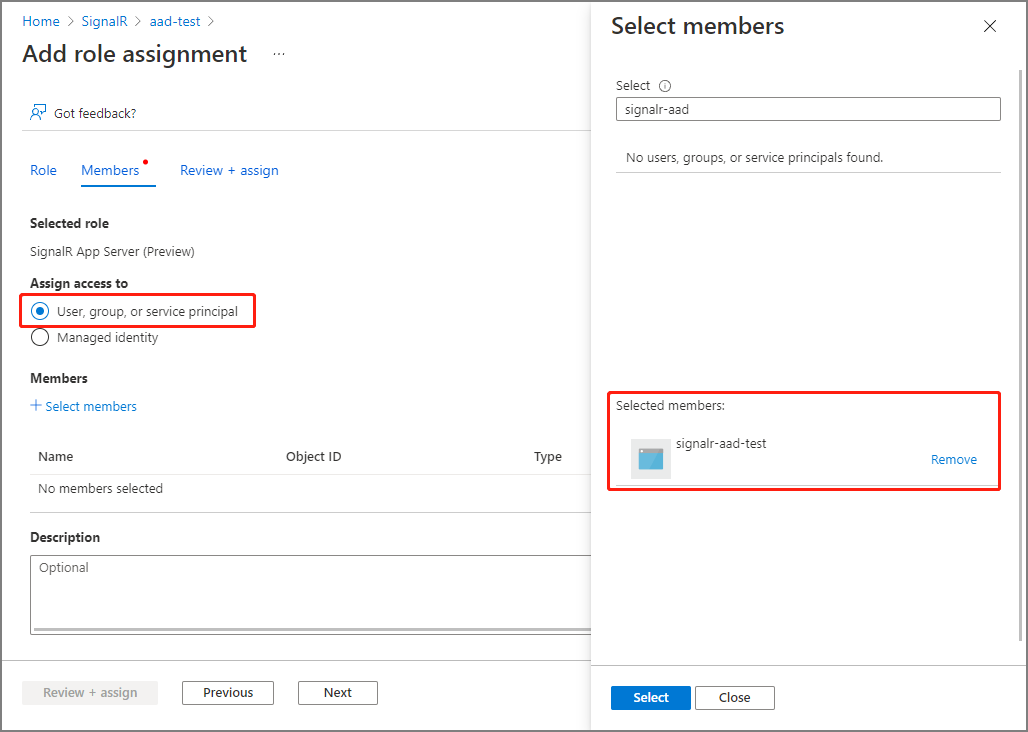 Home > SignalR > aad-test >
Add role assignment ...
Got feedback?
Role Members Review + assign
Selected role
SignalR App Server (Preview)
Assign access to
User, group, or service principal
Managed identity
Members
+ Select members
Name Object ID Type
No members selected
Description
Optional
Review + assign Previous Next
Select members
Select
signalr-aad
No users, groups, or service principals found.
Selected members:
signalr-aad-test
Remove
Select Close